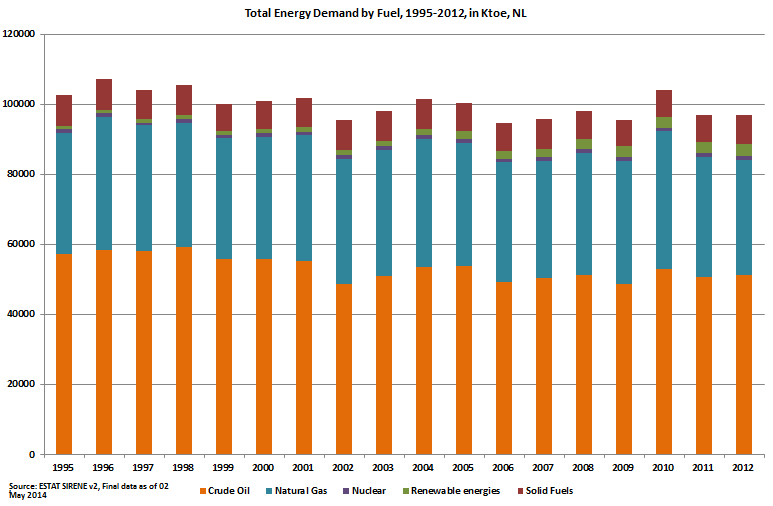 Total Energy Demand by Fuel, 1995-2012, in Ktoe, NL
120000
100000
80000
60000
40000
20000
0
1995 1996 1997 1998 1999 2000 2001 2002 2003 2004 2005 2006 2007 2008 2009 2010 2011 2012
Source: ESTAT SIRENE v2, Final data as of 02
May 2014
Crude Oil Natural Gas Nuclear Renewable energies Solid Fuels